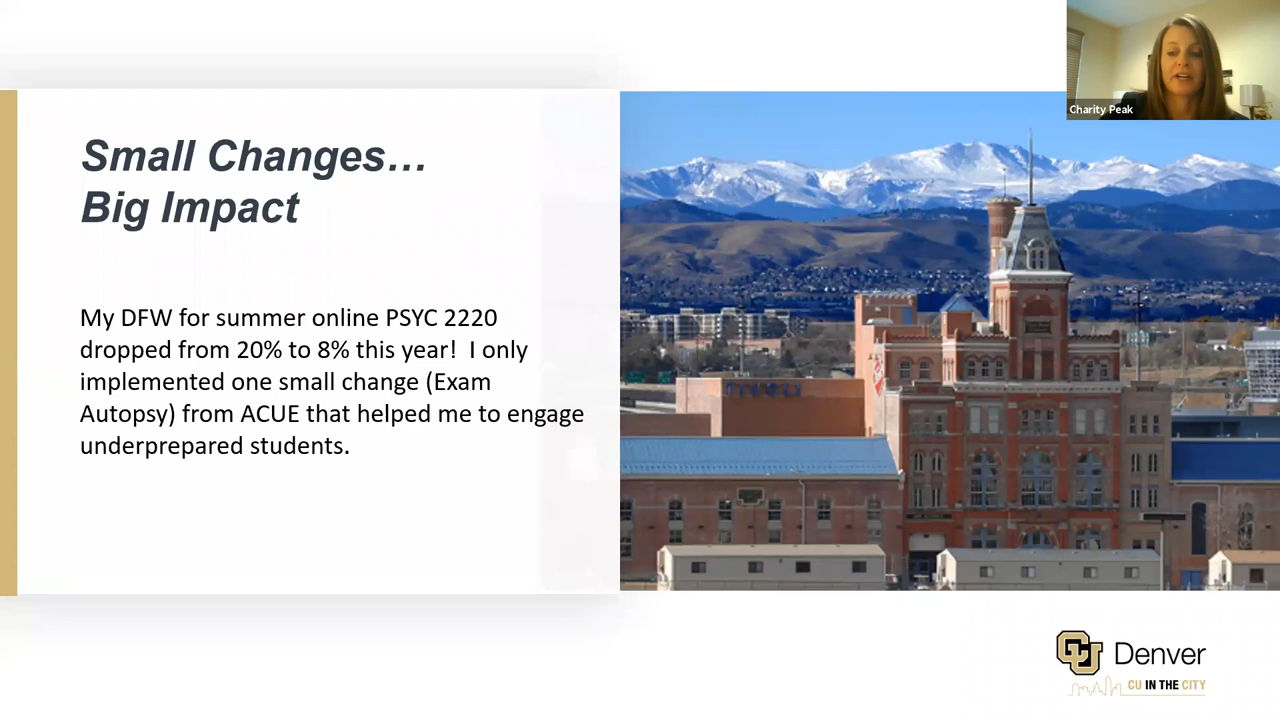 Charity Peak
Small Changes…
Big Impact
My DFW for summer online PSYC 2220
dropped from 20% to 8% this year!  I only
implemented one small change (Exam
Autopsy) from ACUE that helped me to engage
underprepared students.
TIVOLI
CU Denver
CU IN THE CITY